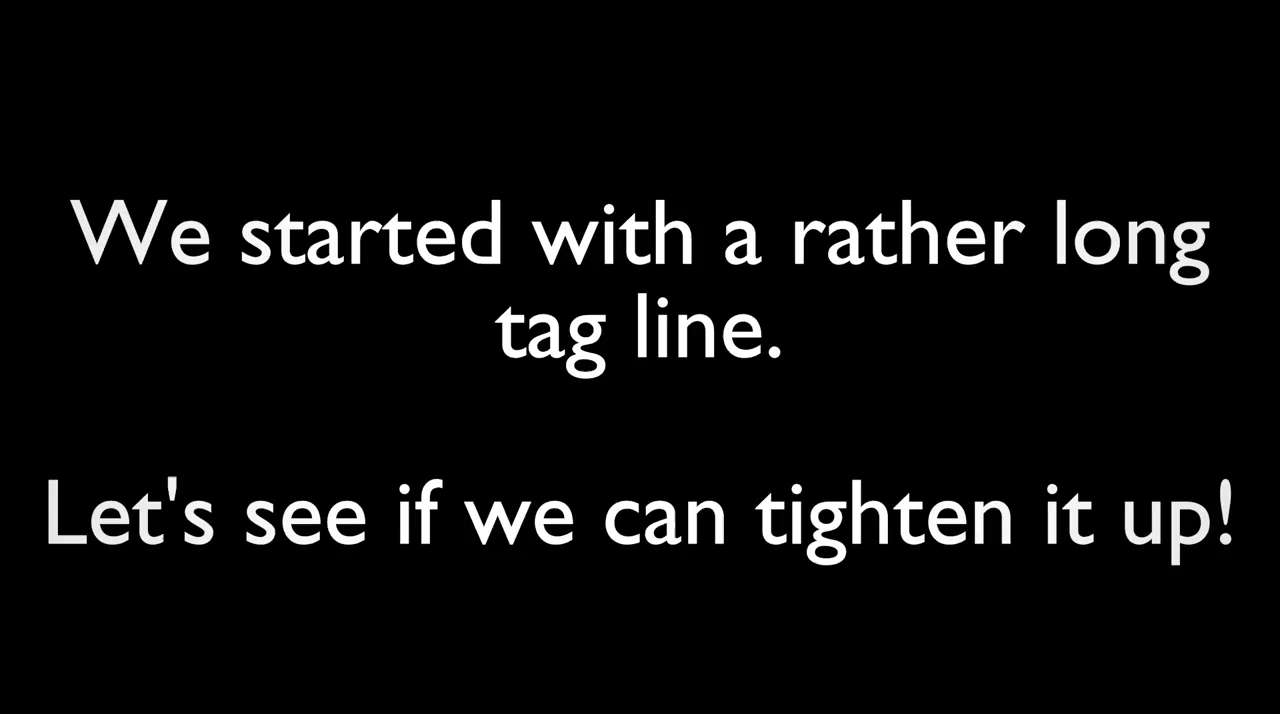 We started with a rather long
tag line.
Let's see if we can tighten it up!